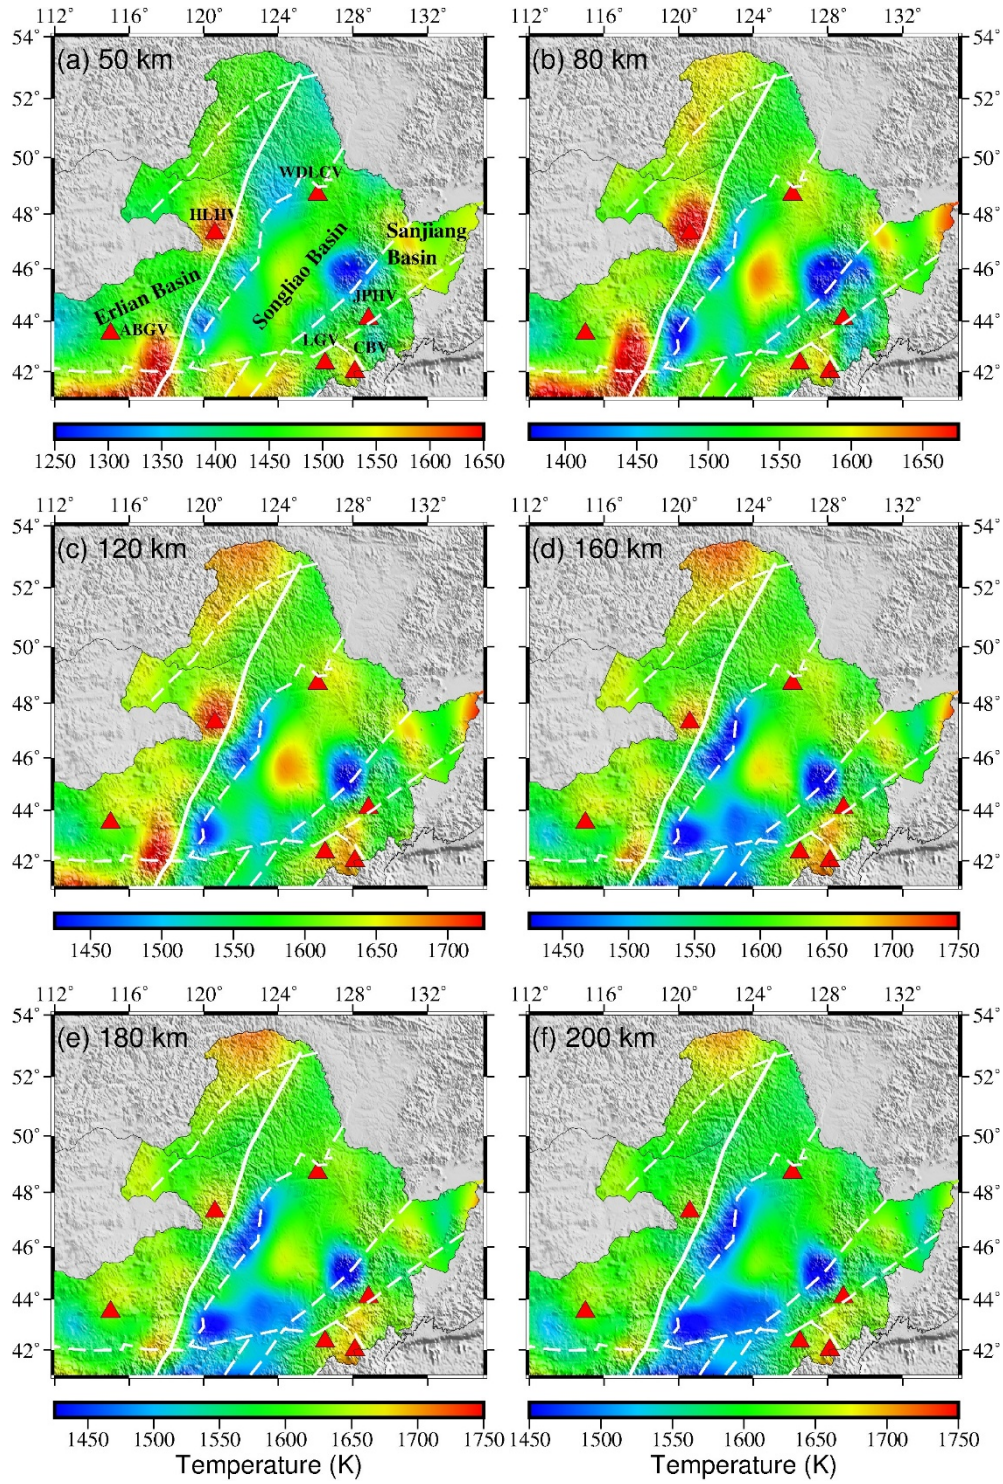 112° 116° 120° 124° 128° 132°
112° 116° 120° 124° 128° 132°
54°
(a) 50 km
(b) 80 km
54°
52°
52°
50°
50°
WDLCV
48°
HLHV
48°
Sanjiang
Basin
46°
Songliao Basin
46°
Erlian Basin
JPHV
44°
ABGV
44°
LGV
CBV
42°
42°
1250 1300 1350 1400 1450 1500 1550 1600 1650
1400 1450 1500 1550 1600 1650
112° 116° 120° 124° 128° 132°
112° 116° 120° 124° 128° 132°
54°
(c) 120 km
(d) 160 km
54°
52°
52°
50°
50°
48°
48°
46°
46°
44°
44°
42°
42°
1450 1500 1550 1600 1650 1700
1450 1500 1550 1600 1650 1700 1750
112° 116° 120° 124° 128° 132°
112° 116° 120° 124° 128° 132°
54°
(e) 180 km
(f) 200 km
54°
52°
52°
50°
50°
48°
48°
46°
46°
44°
44°
42°
42°
1450 1500 1550 1600 1650 1700 1750
1450 1500 1550 1600 1650 1700 1750
Temperature (K)
Temperature (K)